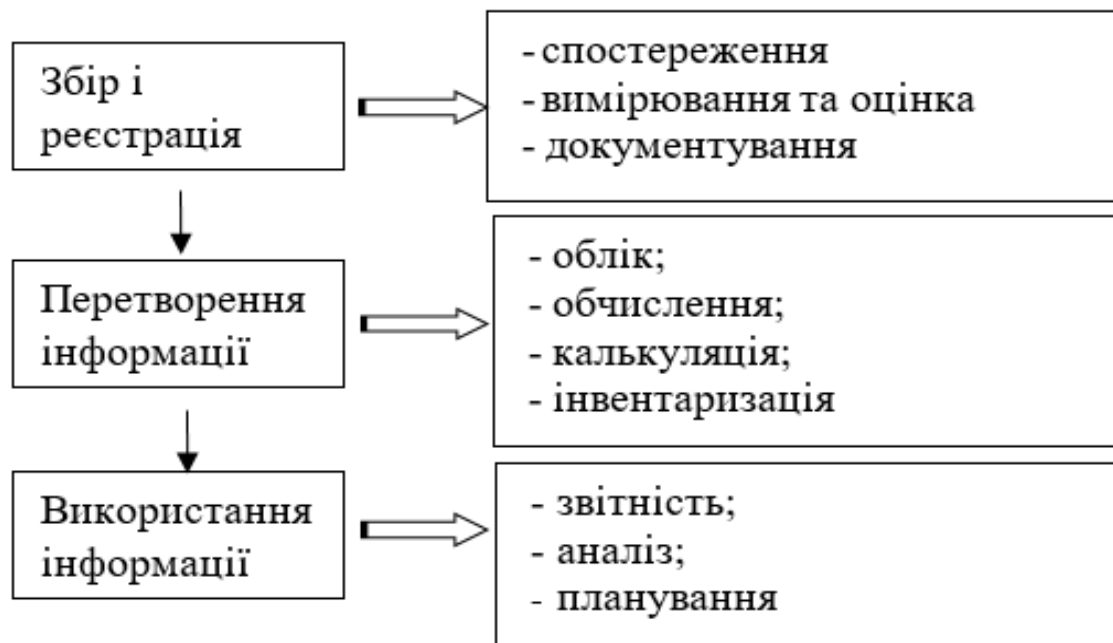 Збір і
реєстрація
- спостереження
- вимірювання та оцінка
- документування
Перетворення
інформації
- облік;
- обчислення;
- калькуляція;
- інвентаризація
Використання
інформації
- звітність;
- аналіз;
- планування